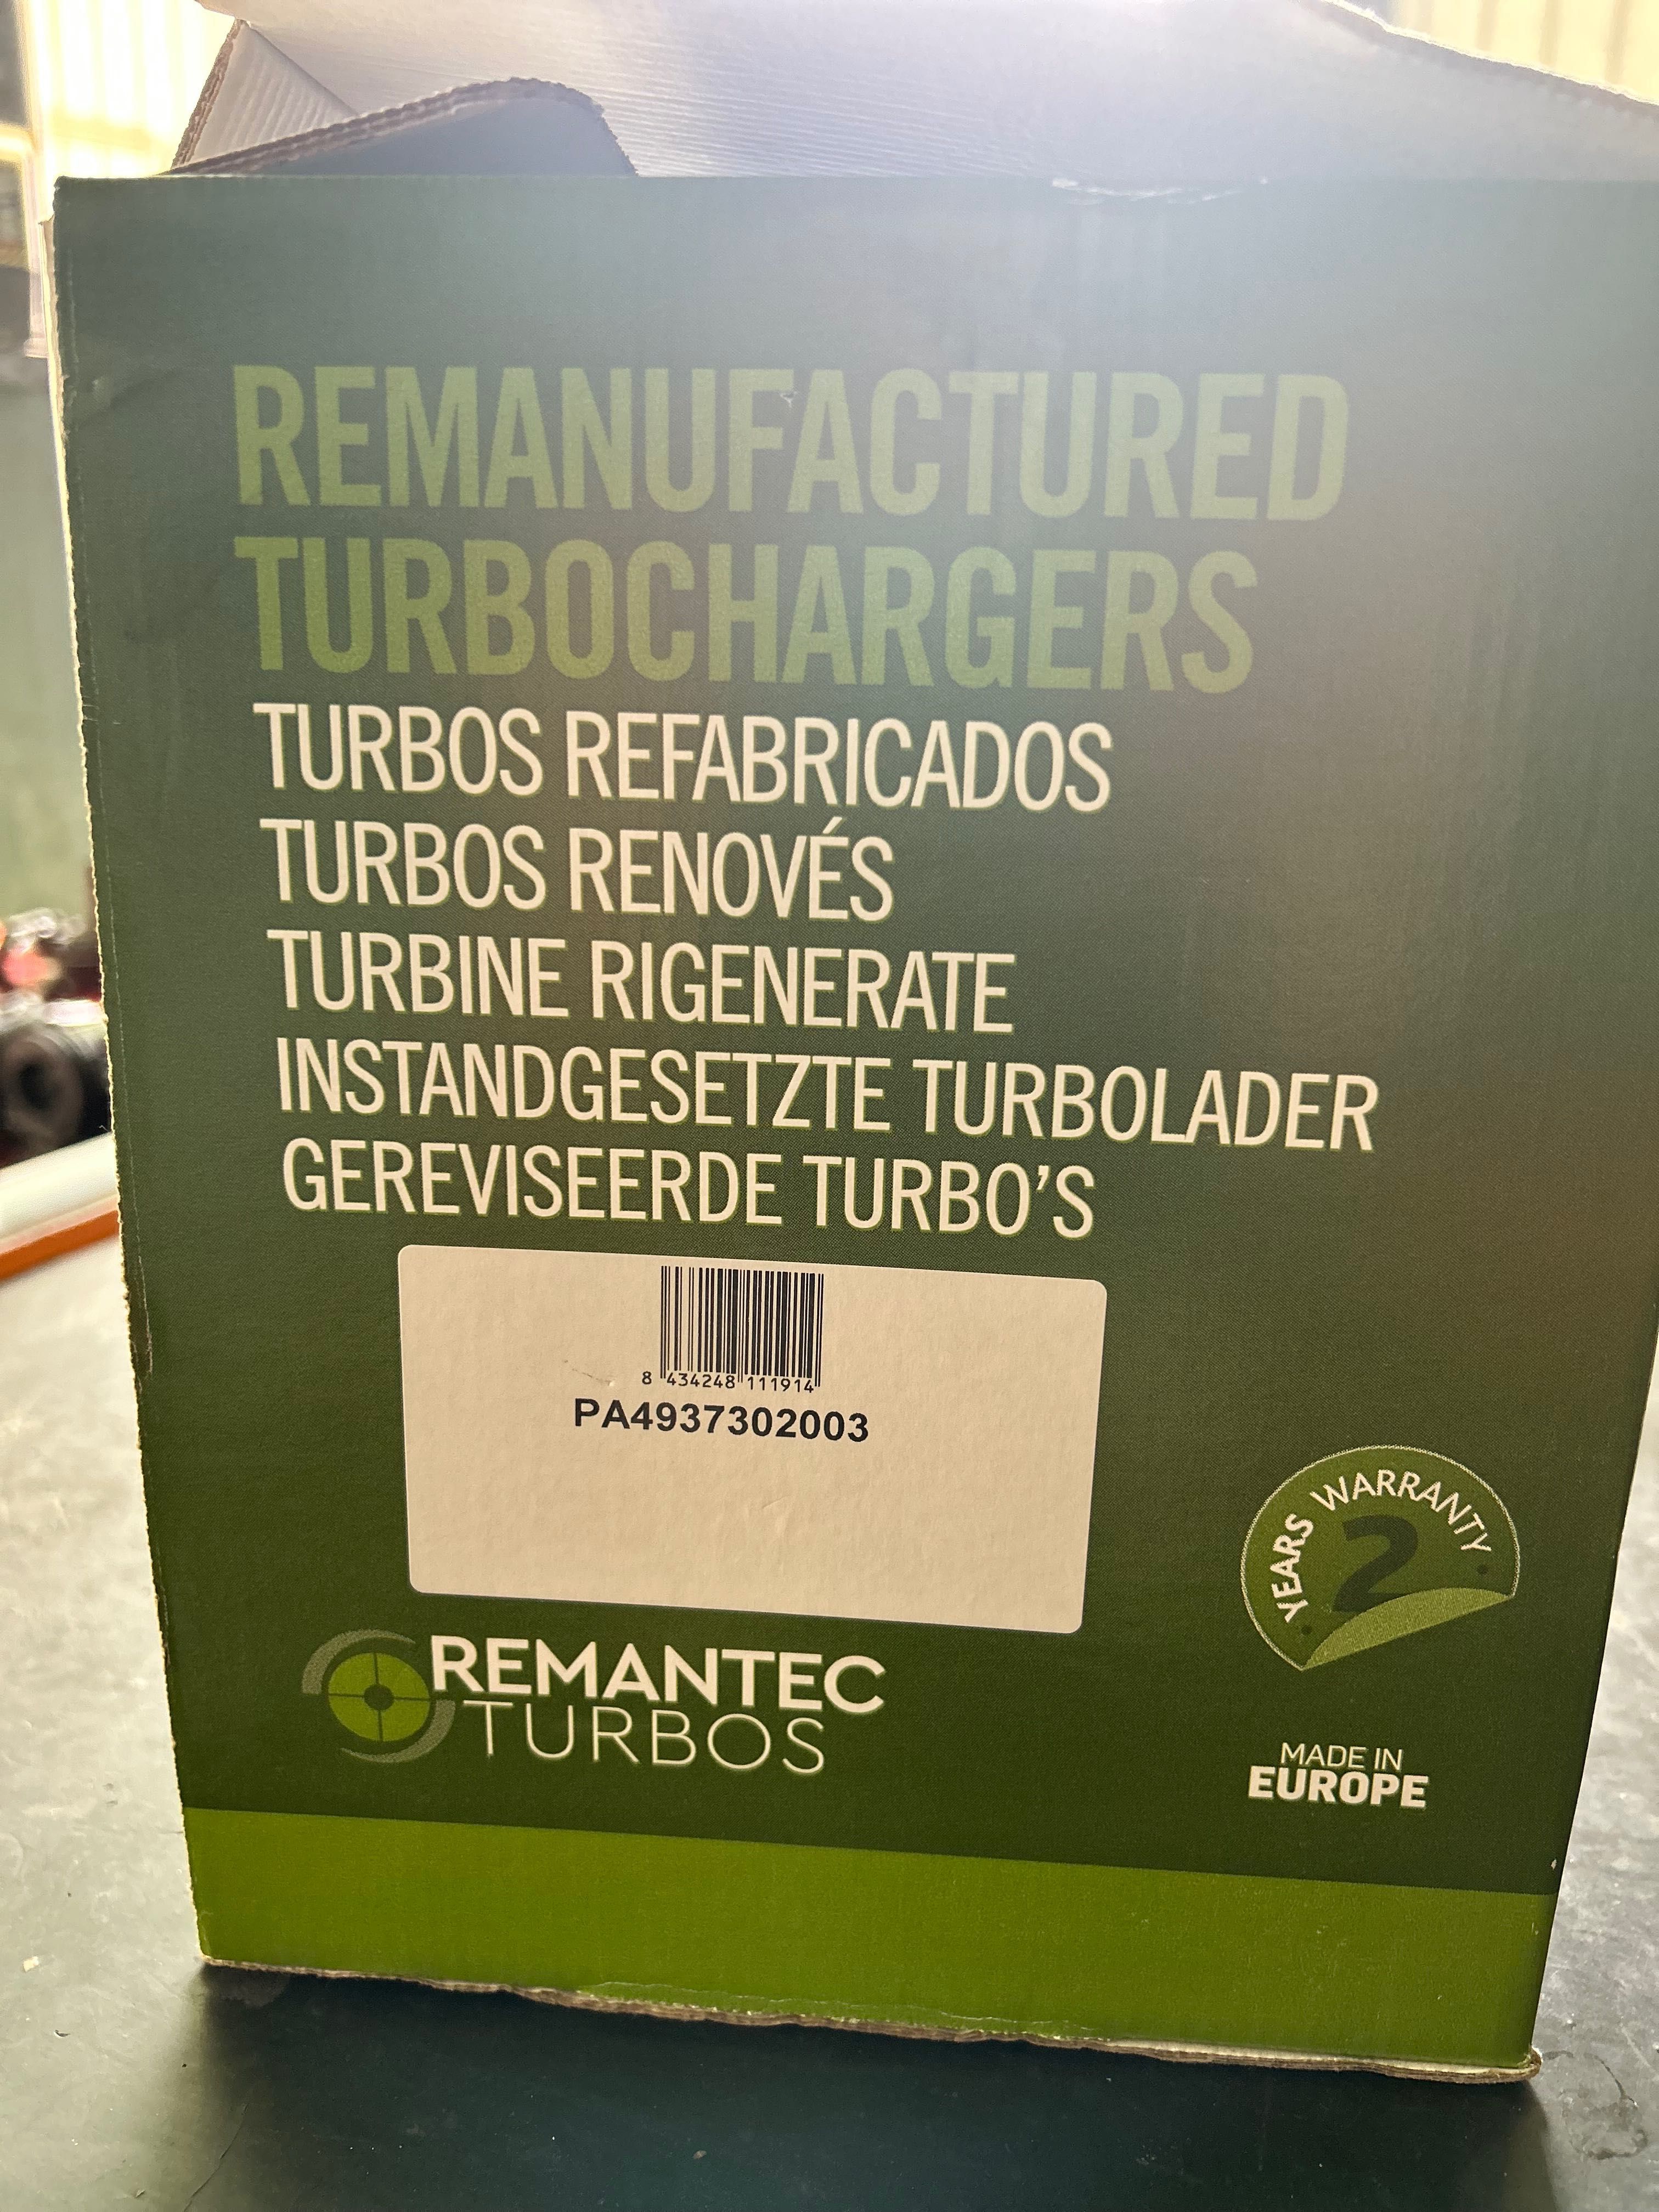 REMANUFACTURED
TURBOCHARGERS
TURBOS REFABRICADOS
TURBOS RENOVÉS
TURBINE RIGENERATE
INSTANDGESETZTE TURBOLADER
GEREVISEERDE TURBO'S
8 434248 111914
PA4937302003
YEARS WARRANTY
2
REMANTEC
TURBOS
MADE IN
EUROPE